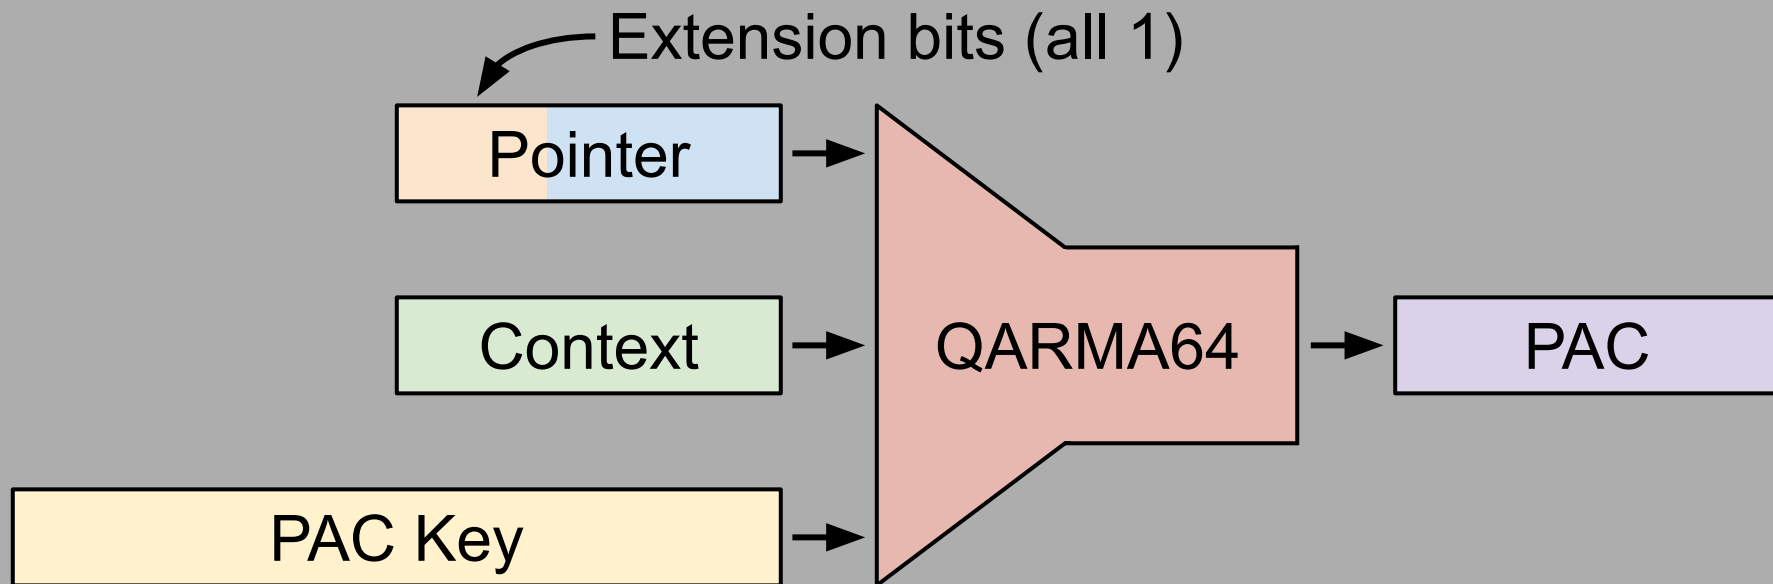 Extension bits (all 1)
Pointer
Context
QARMA64
PAC
PAC Key